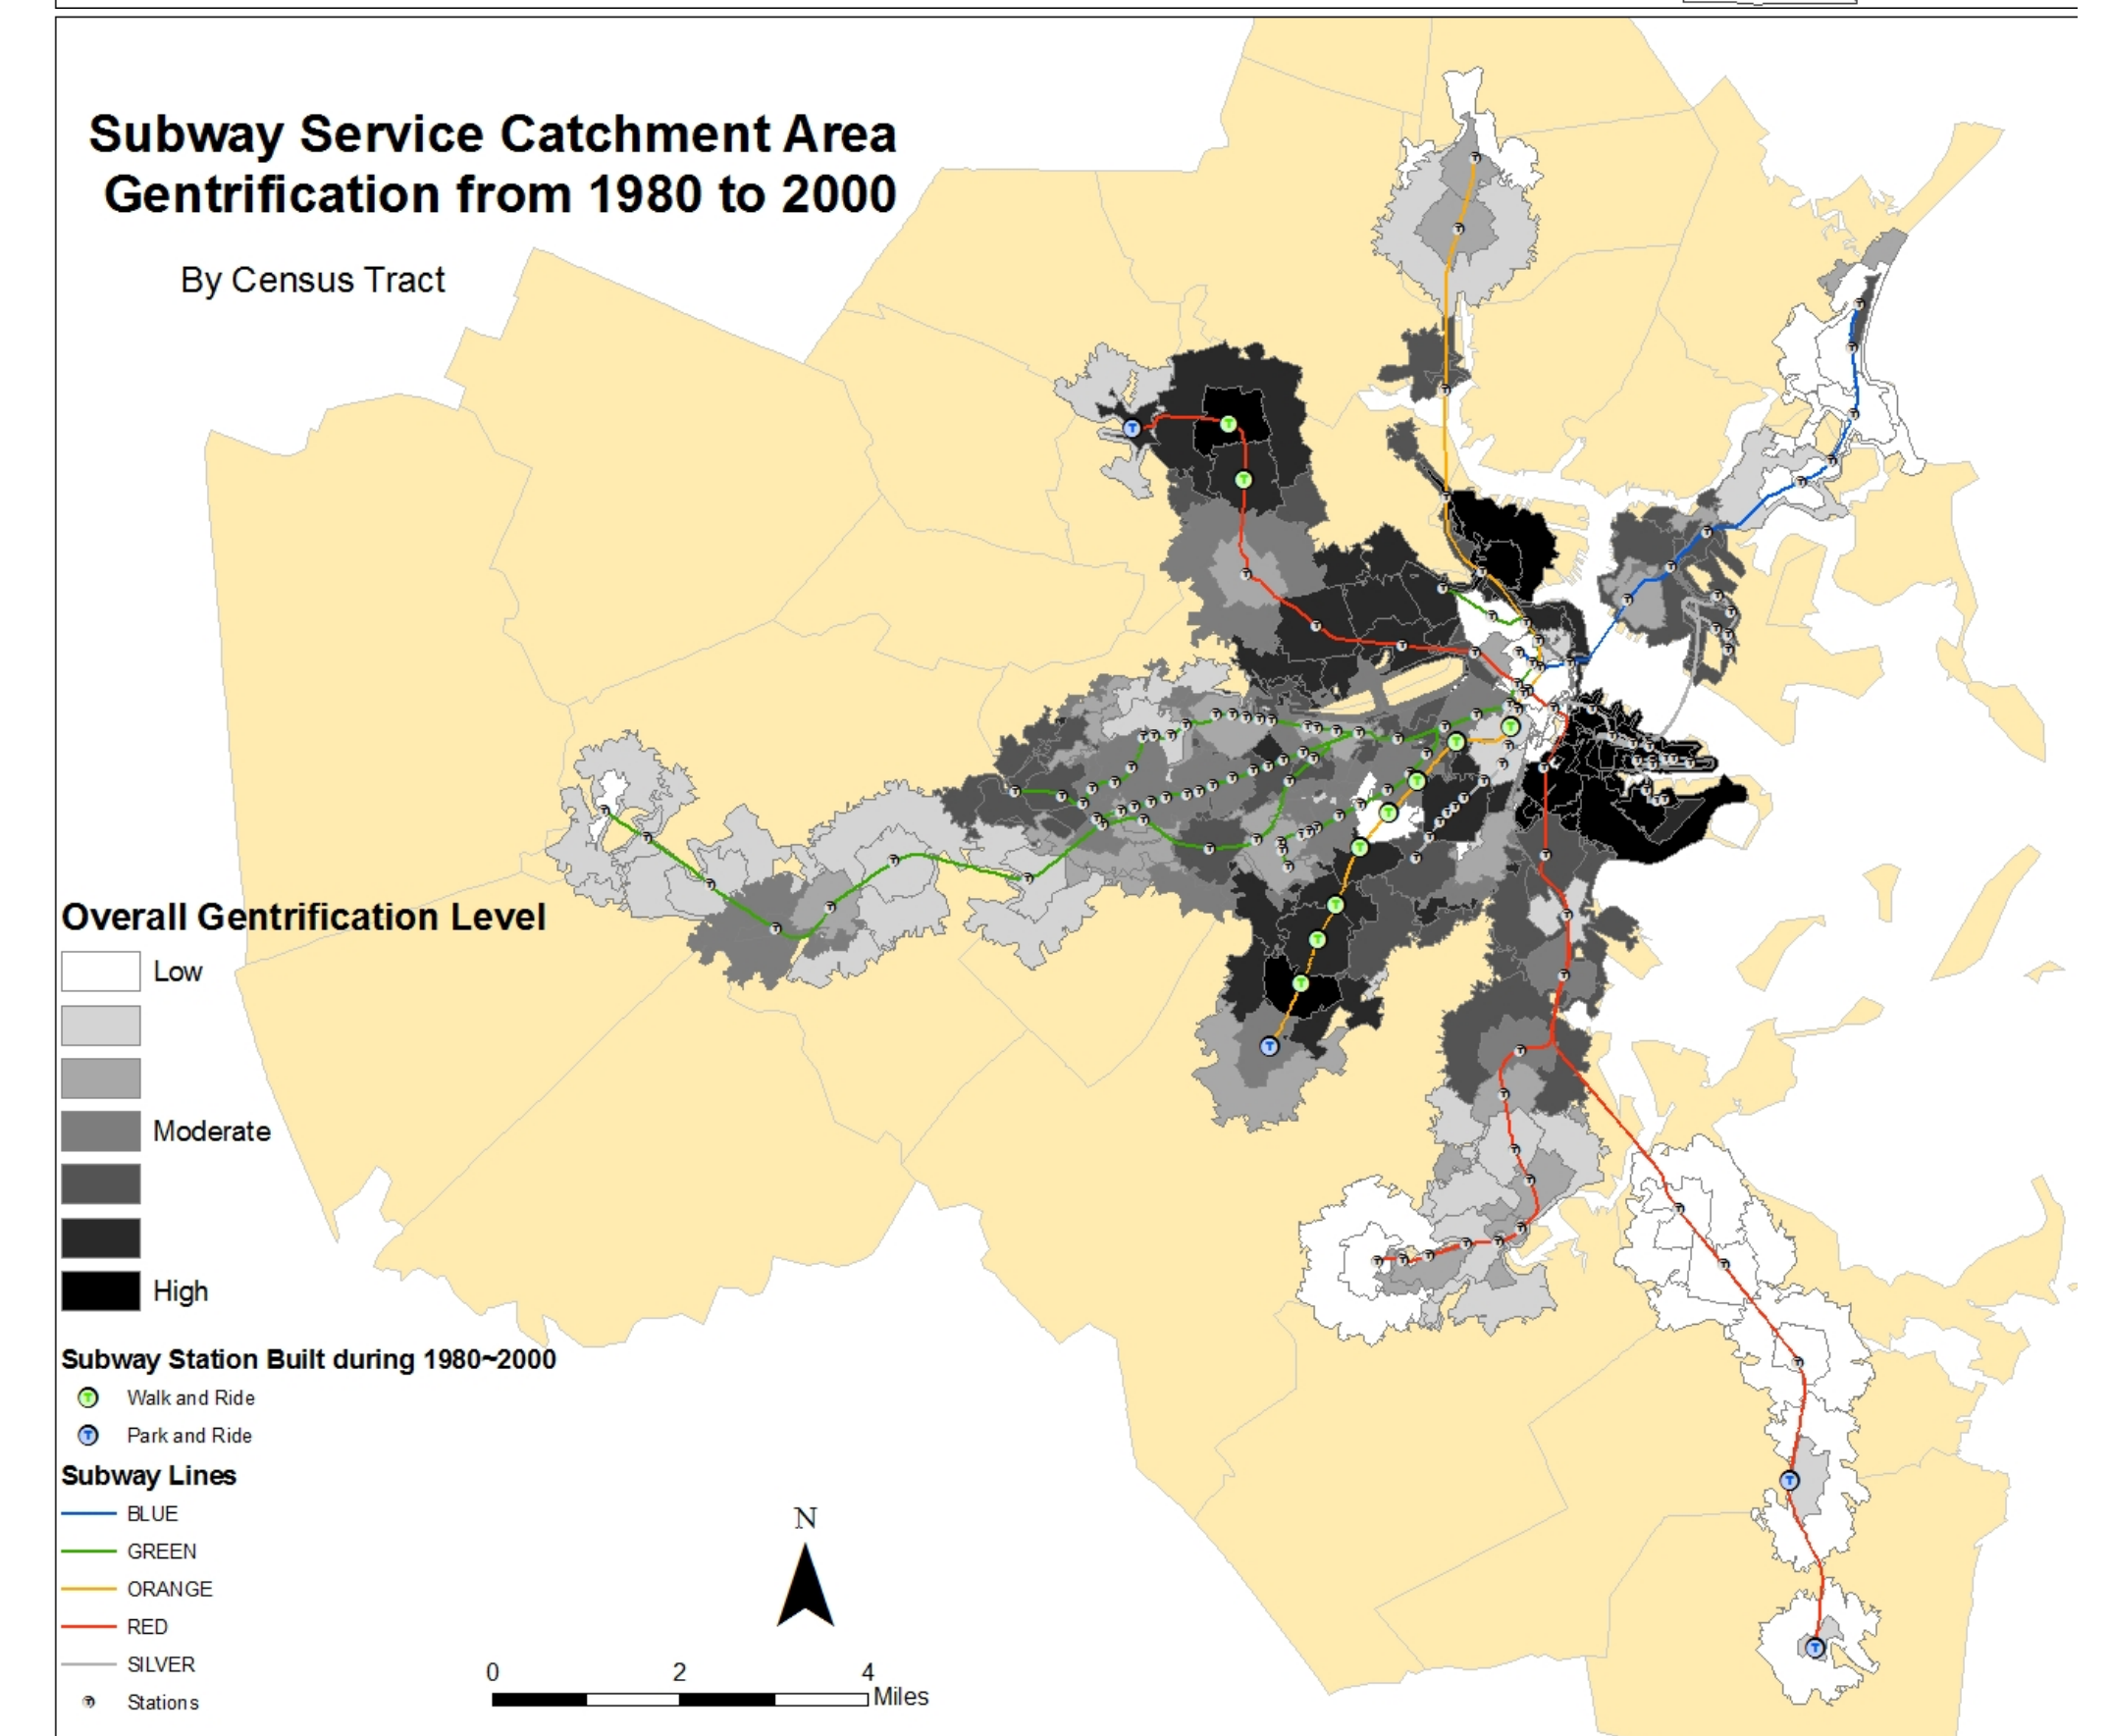 Subway Service Catchment Area
Gentrification from 1980 to 2000
By Census Tract
Overall Gentrification Level
Low
Moderate
High
Subway Station Built during 1980~2000
T Walk and Ride
T Park and Ride
Subway Lines
BLUE
GREEN
ORANGE
RED
SILVER
T Stations
N
0 2 4
Miles